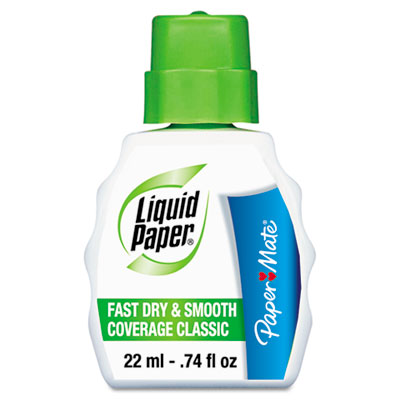 Liquid
Paper®
FAST DRY & SMOOTH
COVERAGE CLASSIC
22 ml - .74 fl oz
Paper Mate®